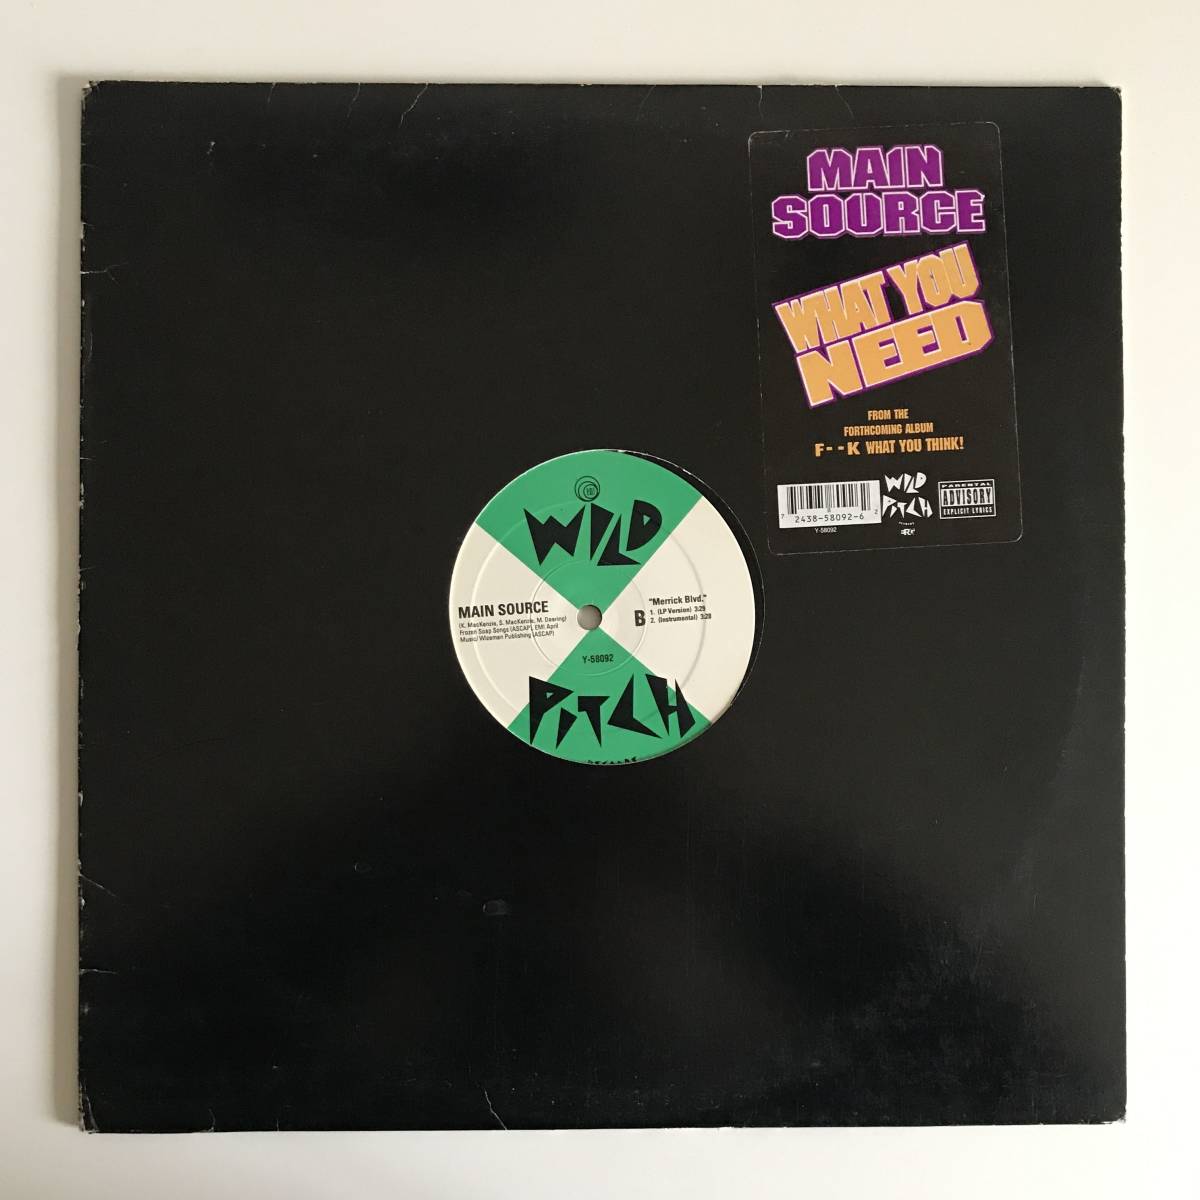 MAIN
SOURCE
WHAT YOU
NEED
FROM THE
FORTHCOMING ALBUM
F--K WHAT YOU THINK!
7 2438-58092-6 2
8
Y-58092
WILD
PITCH
PARENTAL
ADVISORY
EXPLICIT LYRICS
WILD
MAIN SOURCE
(K. MacKenzie, S. MacKenzie, M. Deering)
Frozen Soap Songs (ASCAP), EMI April
Music/ Wiseman Publishing (ASCAP)
B
"Merrick Blvd."
1. (LP Version) 3:29
2. (Instrumental) 3:28
Y-58092
PITCH